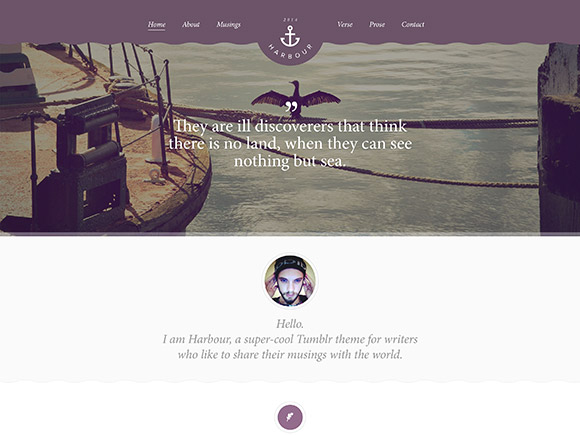 Home About Musings
2014
HARBOUR
Verse Prose Contact
”
They are ill discoverers that think
there is no land, when they can see
nothing but sea.
Hello.
I am Harbour, a super-cool Tumblr theme for writers
who like to share their musings with the world.